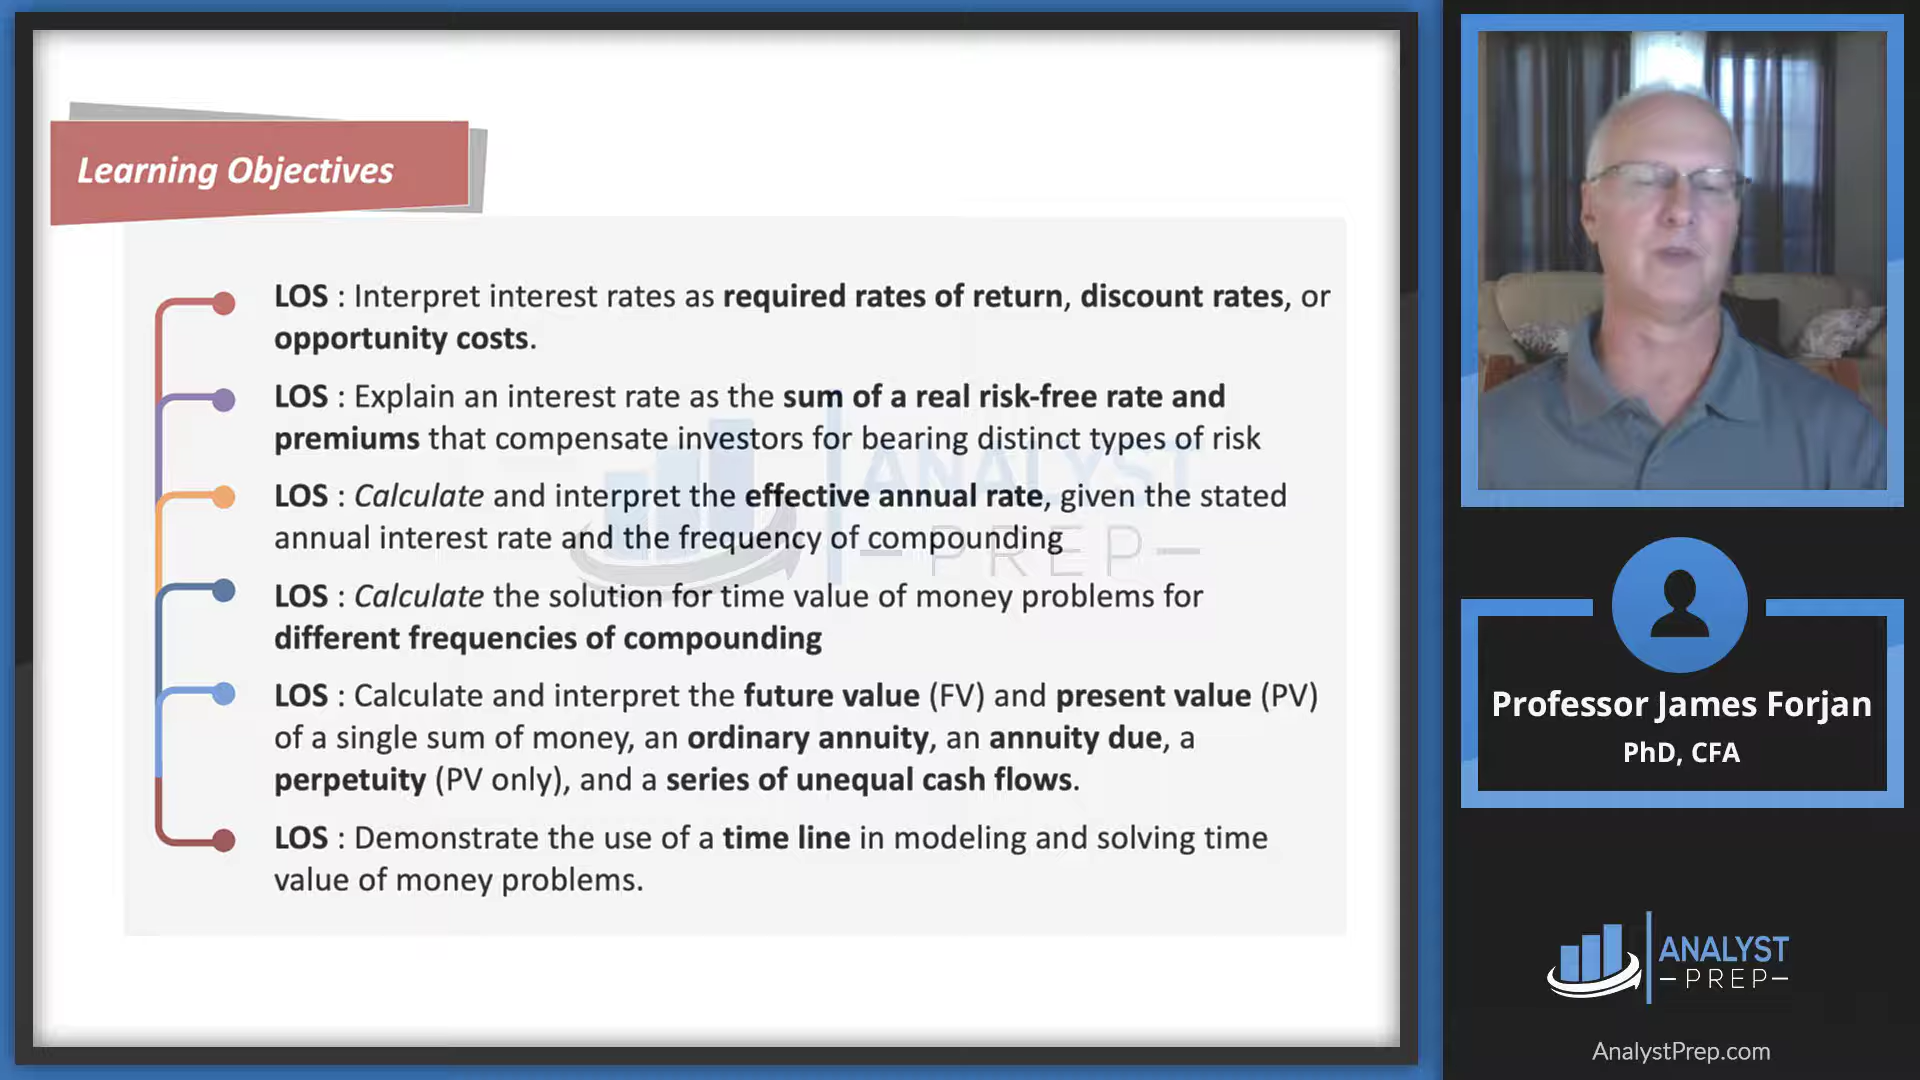 Learning Objectives
LOS : Interpret interest rates as required rates of return, discount rates, or
opportunity costs.
LOS : Explain an interest rate as the sum of a real risk-free rate and
premiums that compensate investors for bearing distinct types of risk
LOS : Calculate and interpret the effective annual rate, given the stated
annual interest rate and the frequency of compounding
LOS : Calculate the solution for time value of money problems for
different frequencies of compounding
LOS : Calculate and interpret the future value (FV) and present value (PV)
of a single sum of money, an ordinary annuity, an annuity due, a
perpetuity (PV only), and a series of unequal cash flows.
LOS : Demonstrate the use of a time line in modeling and solving time
value of money problems.
ANALYST
PREP
Professor James Forjan
PhD, CFA
ANALYST
PREP
AnalystPrep.com